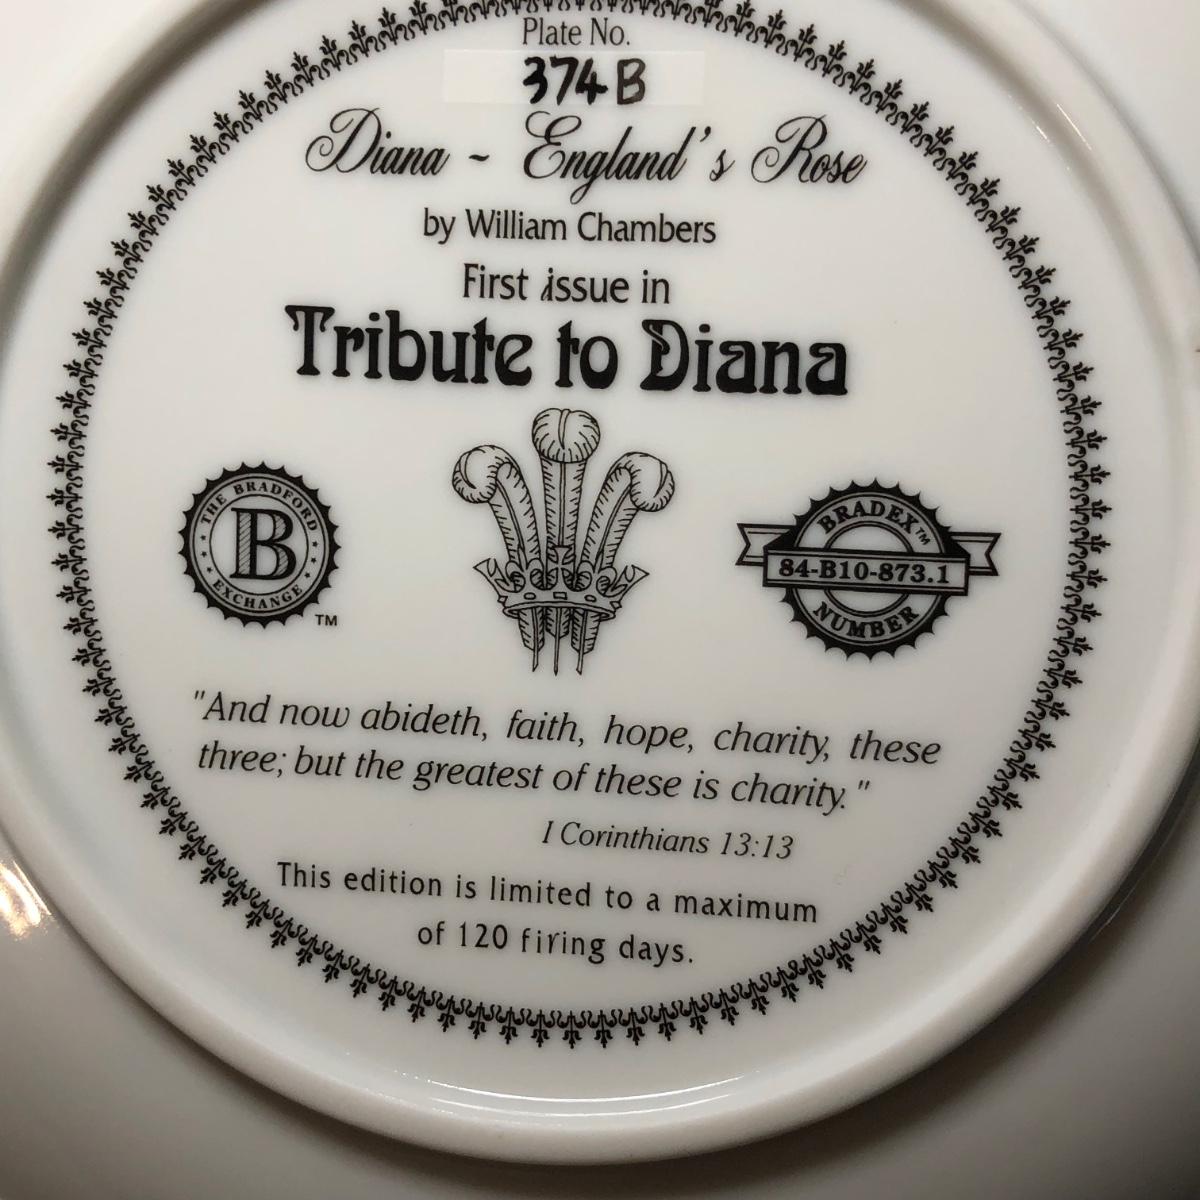 Plate No.
374B
Diana ~ England's Rose
by William Chambers
First issue in
Tribute to Diana
THE BRADFORD
B
EXCHANGE
TM
BRADEX™
84-B10-873.1
NUMBER
"And now abideth, faith, hope, charity, these
three; but the greatest of these is charity."
I Corinthians 13:13
This edition is limited to a maximum
of 120 firing days.